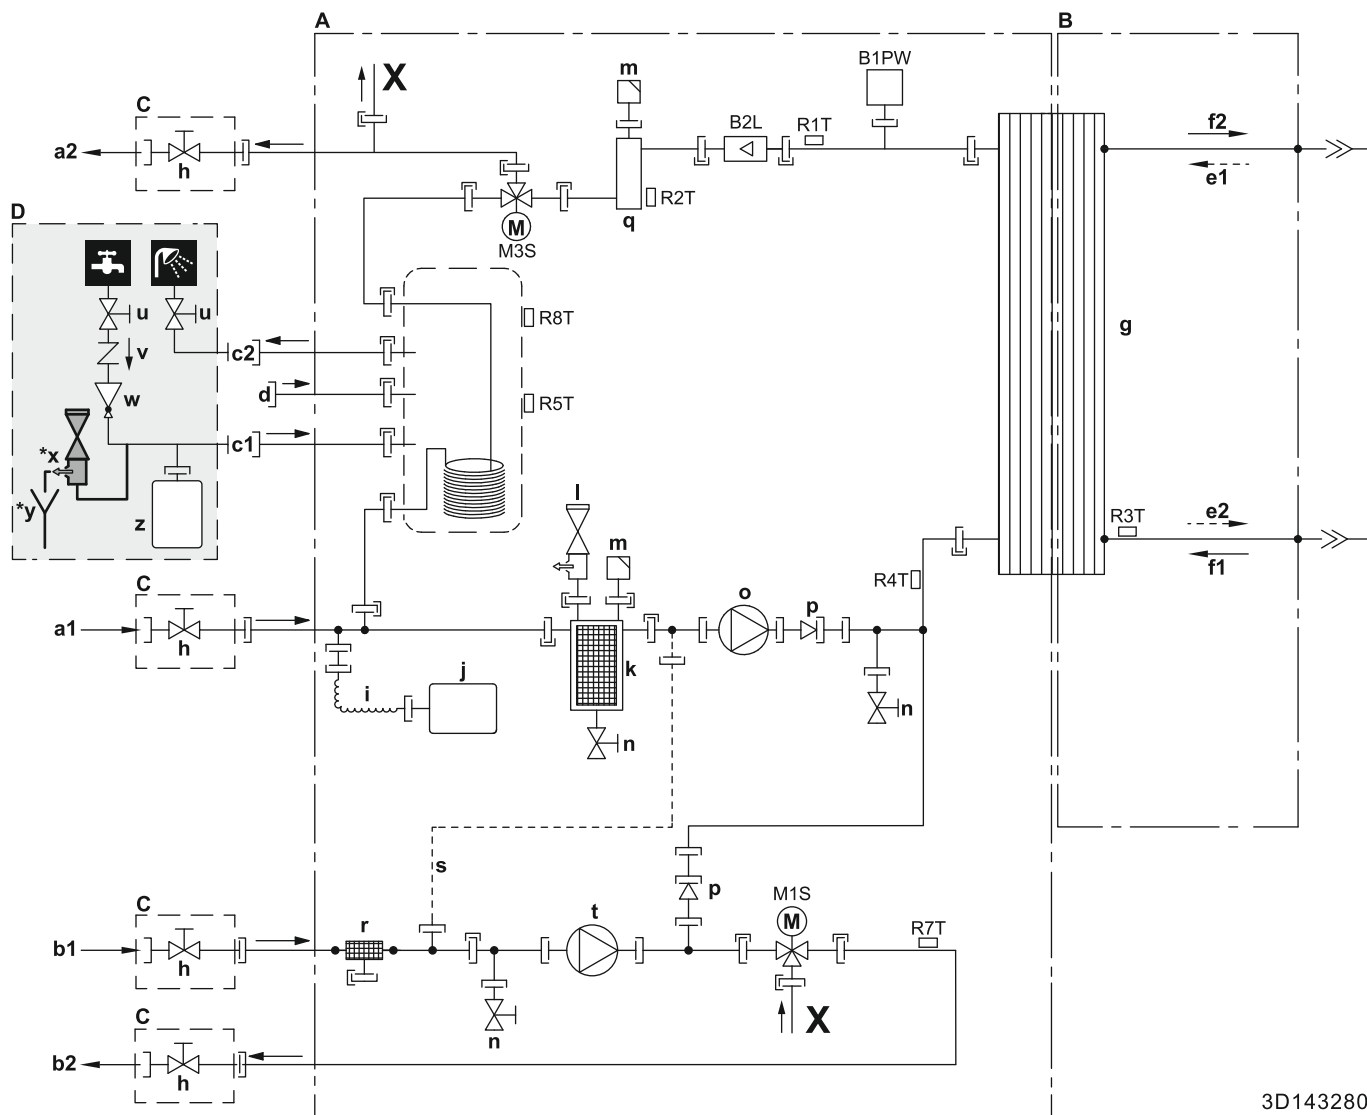 A
B
X
m
B1PW
C
B2L
R1T
f2
a2
h
e1
R2T
D
q
M
M3S
u
u
R8T
g
v
c2
d
w
R5T
c1
*x
l
*y
z
R3T
e2
m
C
R4T
f1
o
p
a1
h
k
i
j
n
n
s
p
M1S
C
r
t
M
R7T
b1
h
X
C
n
b2
h
3D143280